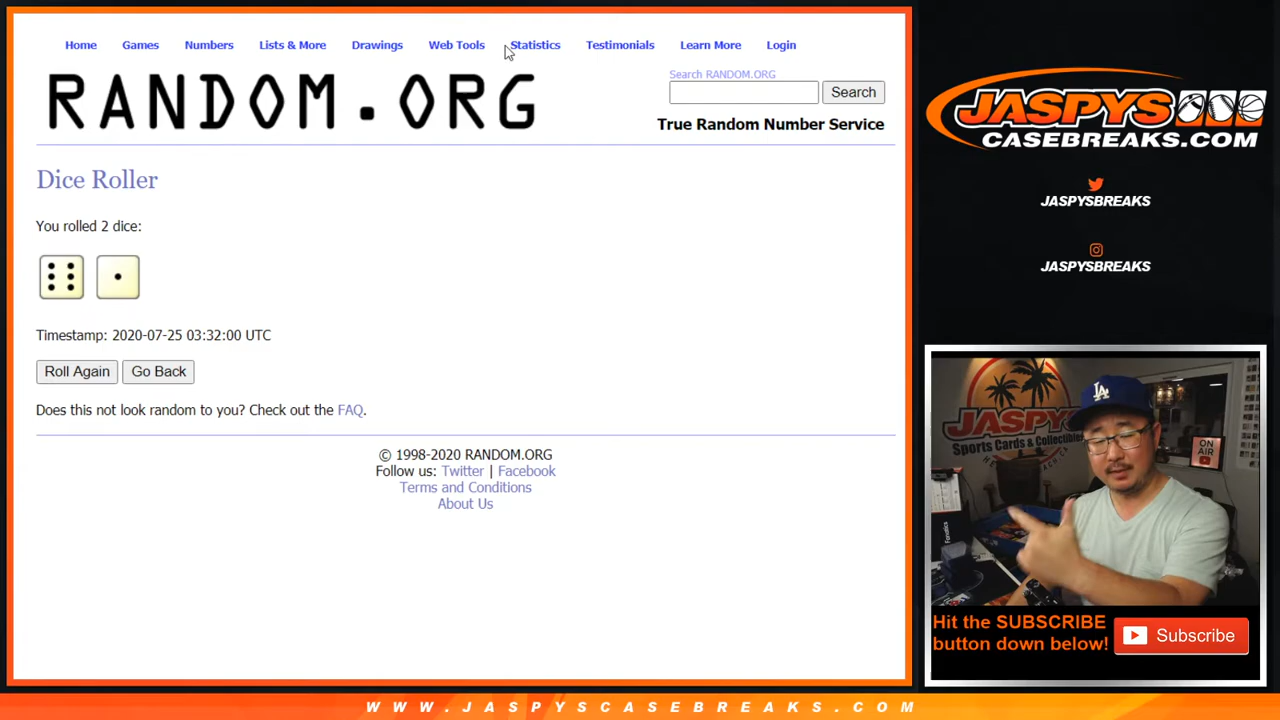 Home Games Numbers Lists & More Drawings Web Tools Statistics Testimonials Learn More Login
RANDOM.ORG
Search RANDOM.ORG
Search
True Random Number Service
Dice Roller
You rolled 2 dice:
Timestamp: 2020-07-25 03:32:00 UTC
Roll Again Go Back
Does this not look random to you? Check out the FAQ.
© 1998-2020 RANDOM.ORG
Follow us: Twitter | Facebook
Terms and Conditions
About Us
JASPYS
CASEBREAKS.COM
JASPYSBREAKS
JASPYSBREAKS
JASPYS
Sports Cards & Collectibles
LA
ON
AIR
Fanatics
Hit the SUBSCRIBE
button down below!
Subscribe
WWW.JASPYSCASEBREAKS.COM